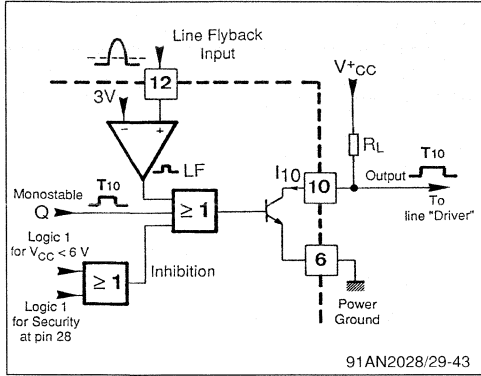 Line Flyback
Input
V+CC
12
3V
−
+
RL
LF
T10
I10
10
Output
T10
Monostable
Q
T10
≥ 1
To
line "Driver"
Logic 1
for VCC < 6 V
Inhibition
≥ 1
6
Logic 1
for Security
at pin 28
Power
Ground
91AN2028/29-43